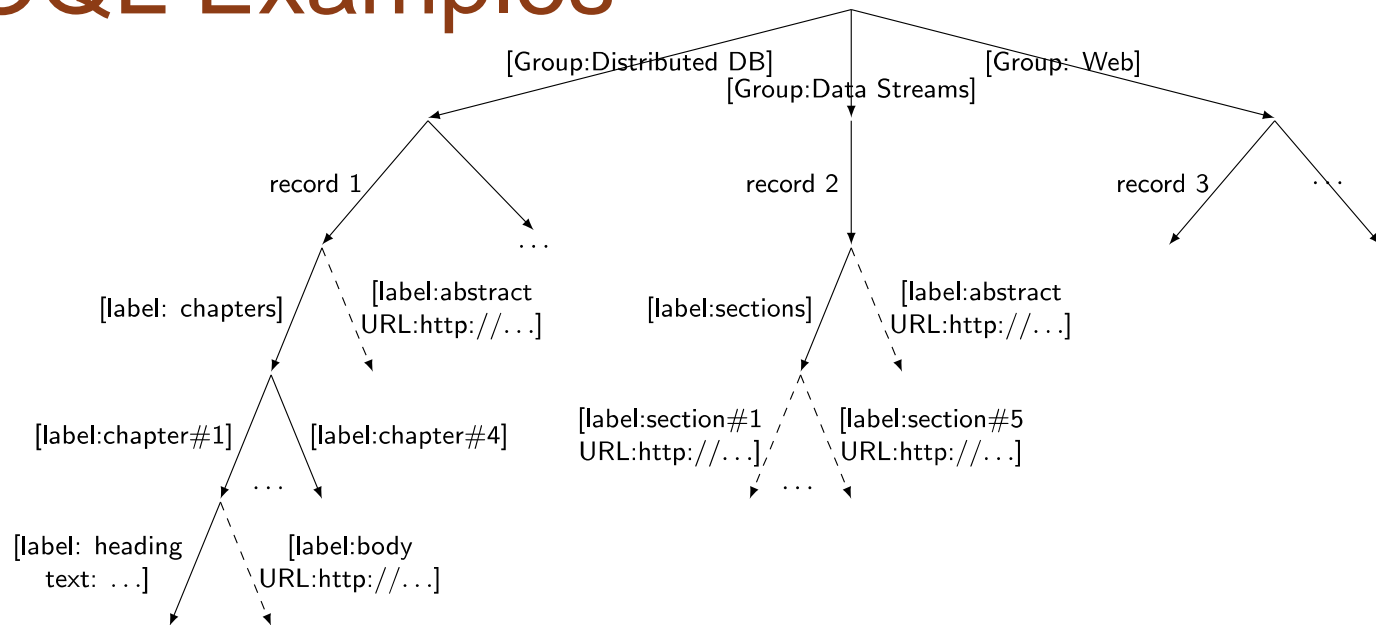 Examples
[Group:Distributed DB]
[Group: Web]
[Group:Data Streams]
record 1
record 2
record 3
. . .
. . .
[label: chapters]
[label:abstract
URL:http://...]
[label:sections]
[label:abstract
URL:http://...]
[label:chapter#1]
[label:chapter#4]
[label:section#1
URL:http://...]
[label:section#5
URL:http://...]
. . .
. . .
[label: heading
text: ...]
[label:body
URL:http://...]